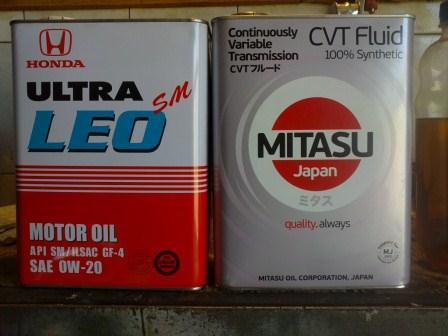 HONDA
ULTRA
LEO SM
MOTOR OIL
API SM/ILSAC GF-4
SAE 0W-20
Continuously
Variable
Transmission
CVTフルード
CVT Fluid
100% Synthetic
MITASU
Japan
ミタス
quality.always
MJ
MITASU OIL CORPORATION, JAPAN